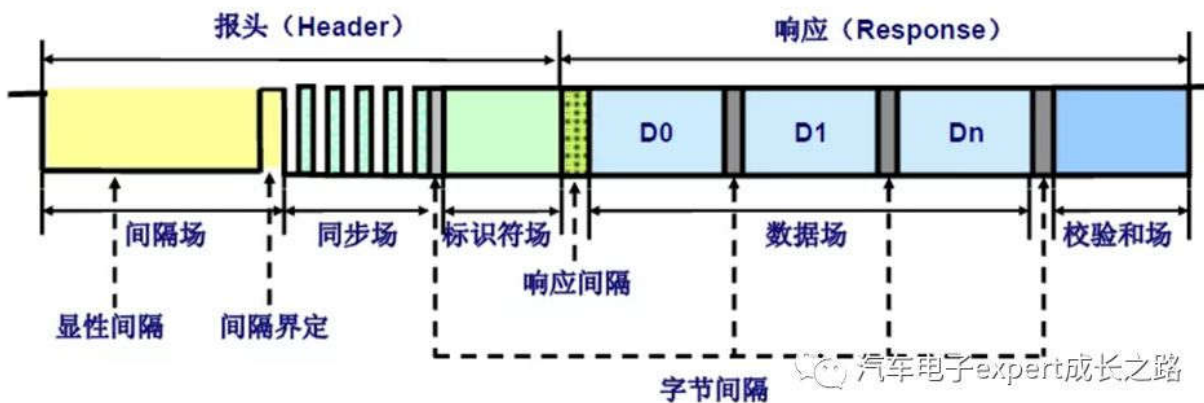 报头（Header）
响应（Response）
D0
D1
Dn
间隔场
同步场
标识符场
数据场
校验和场
响应间隔
显性间隔
间隔界定
字节间隔
汽车电子expert成长之路